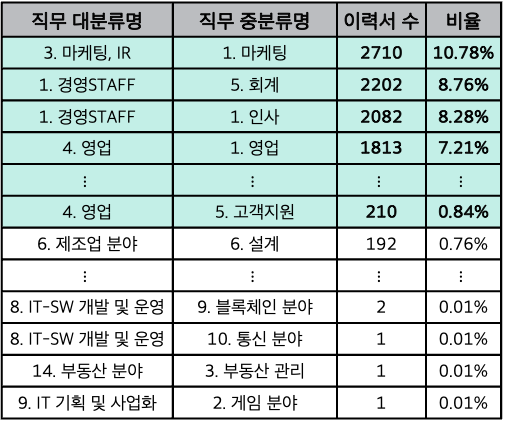 직무 대분류명 직무 중분류명 이력서 수 비율
3. 마케팅, IR 1. 마케팅 2710 10.78%
1. 경영STAFF 5. 회계 2202 8.76%
1. 경영STAFF 1. 인사 2082 8.28%
4. 영업 1. 영업 1813 7.21%
⋮ ⋮ ⋮ ⋮
4. 영업 5. 고객지원 210 0.84%
6. 제조업 분야 6. 설계 192 0.76%
⋮ ⋮ ⋮ ⋮
8. IT-SW 개발 및 운영 9. 블록체인 분야 2 0.01%
8. IT-SW 개발 및 운영 10. 통신 분야 1 0.01%
14. 부동산 분야 3. 부동산 관리 1 0.01%
9. IT 기획 및 사업화 2. 게임 분야 1 0.01%